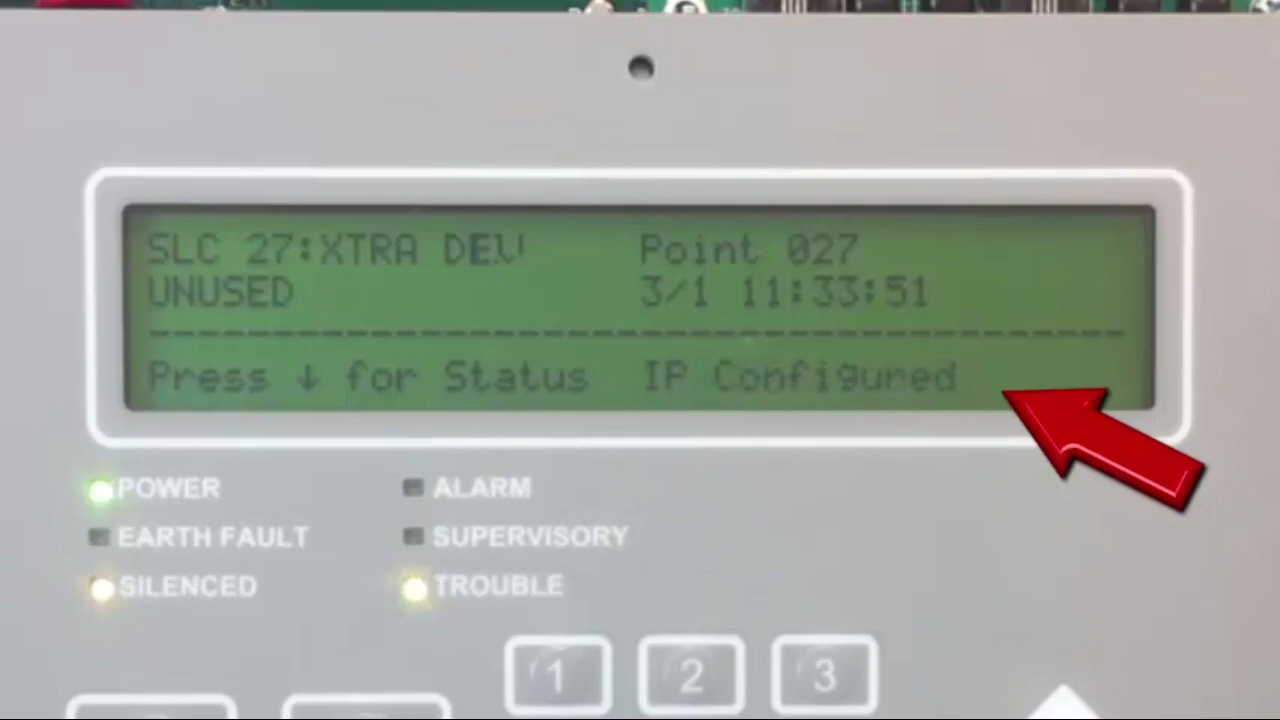 SLC 27:XTRA DEV Point 027
UNUSED 3/1 11:33:51
----------------------------------------
Press ↓ for Status IP Configured
POWER ALARM
EARTH FAULT SUPERVISORY
SILENCED TROUBLE
1 2 3